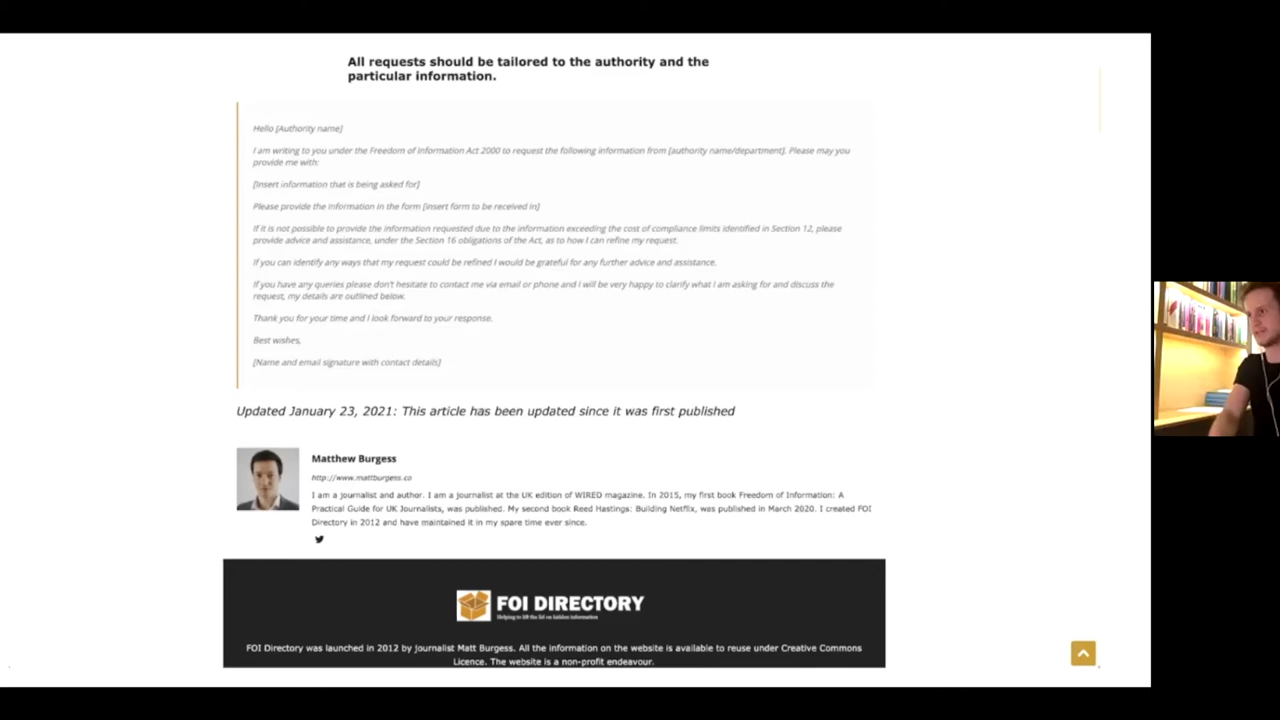 All requests should be tailored to the authority and the
particular information.
Hello [Authority name]
I am writing to you under the Freedom of Information Act 2000 to request the following information from [authority name/department]. Please may you
provide me with:
[Insert information that is being asked for]
Please provide the information in the form [insert form to be received in]
If it is not possible to provide the information requested due to the information exceeding the cost of compliance limits identified in Section 12, please
provide advice and assistance, under the Section 16 obligations of the Act, as to how I can refine my request.
If you can identify any ways that my request could be refined I would be grateful for any further advice and assistance.
If you have any queries please don't hesitate to contact me via email or phone and I will be very happy to clarify what I am asking for and discuss the
request, my details are outlined below.
Thank you for your time and I look forward to your response.
Best wishes,
[Name and email signature with contact details]
Updated January 23, 2021: This article has been updated since it was first published
Matthew Burgess
http://www.mattburgess.co
I am a journalist and author. I am a journalist at the UK edition of WIRED magazine. In 2015, my first book Freedom of Information: A
Practical Guide for UK Journalists, was published. My second book Reed Hastings: Building Netflix, was published in March 2020. I created FOI
Directory in 2012 and have maintained it in my spare time ever since.
FOI DIRECTORY
Helping to lift the lid on hidden information
FOI Directory was launched in 2012 by journalist Matt Burgess. All the information on the website is available to reuse under Creative Commons
Licence. The website is a non-profit endeavour.